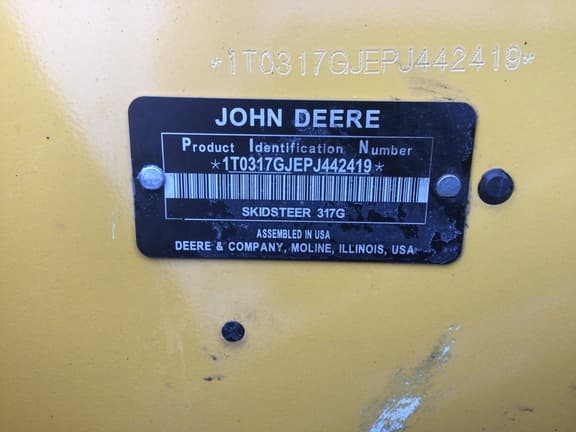 *1T0317GJEPJ442419*
JOHN DEERE
Product Identification Number
*1T0317GJEPJ442419*
SKIDSTEER 317G
ASSEMBLED IN USA
DEERE & COMPANY, MOLINE, ILLINOIS, USA